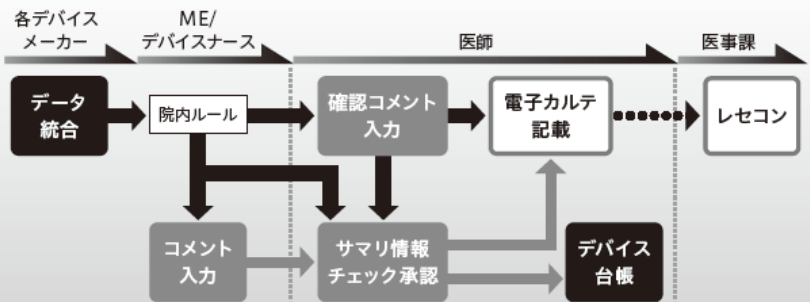 各デバイス
メーカー
ME/
デバイスナース
医師
医事課
データ
統合
院内ルール
確認コメント
入力
電子カルテ
記載
レセコン
コメント
入力
サマリ情報
チェック承認
デバイス
台帳